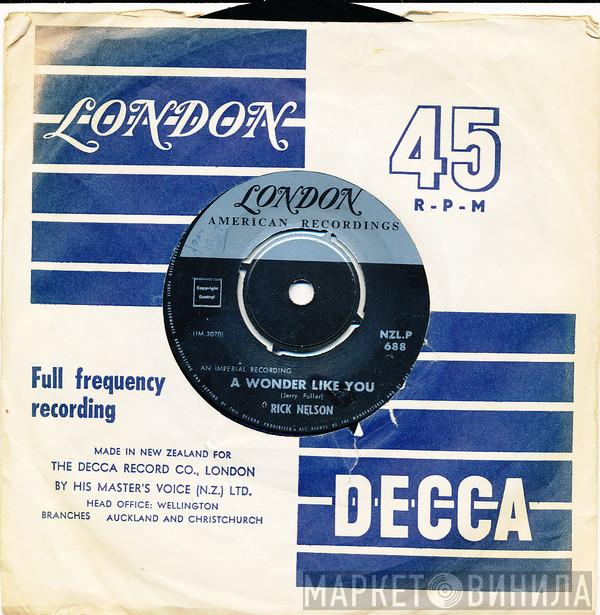 LONDON
45
R-P-M
LONDON
AMERICAN RECORDINGS
Copyright
Control
(IM.3070)
NZL.P
688
AN IMPERIAL RECORDING
A WONDER LIKE YOU
(Jerry Fuller)
RICK NELSON
Full frequency
recording
MADE IN NEW ZEALAND FOR
THE DECCA RECORD CO., LONDON
BY HIS MASTER'S VOICE (N.Z.) LTD.
HEAD OFFICE: WELLINGTON
BRANCHES AUCKLAND AND CHRISTCHURCH
DECCA
МАРКЕТ ВИНИЛА